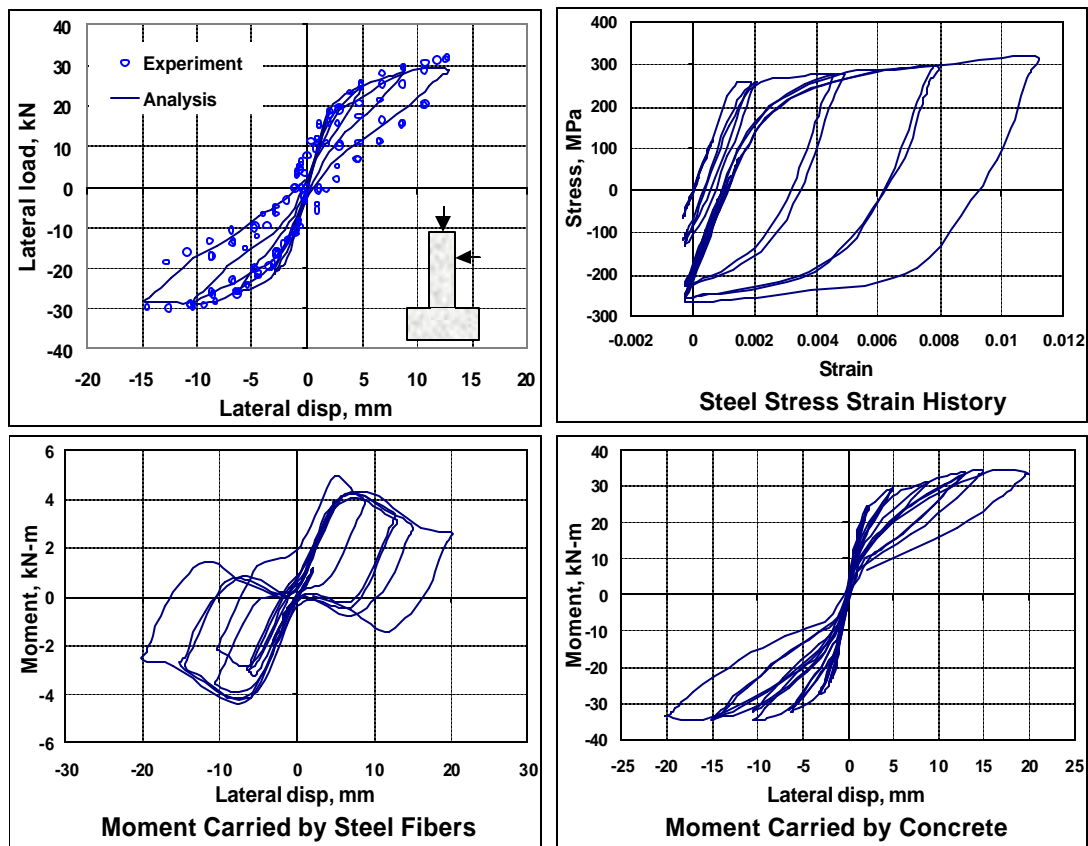 40
30
20
10
0
-10
-20
-30
-40
-20 -15 -10 -5 0 5 10 15 20
Lateral load, kN
Lateral disp, mm
Experiment
Analysis
400
300
200
100
0
-100
-200
-300
-0.002 0 0.002 0.004 0.006 0.008 0.01 0.012
Stress, MPa
Strain
Steel Stress Strain History
6
4
2
0
-2
-4
-6
-30 -20 -10 0 10 20 30
Moment, kN-m
Lateral disp, mm
Moment Carried by Steel Fibers
40
30
20
10
0
-10
-20
-30
-40
-25 -20 -15 -10 -5 0 5 10 15 20 25
Moment, kN-m
Lateral disp, mm
Moment Carried by Concrete